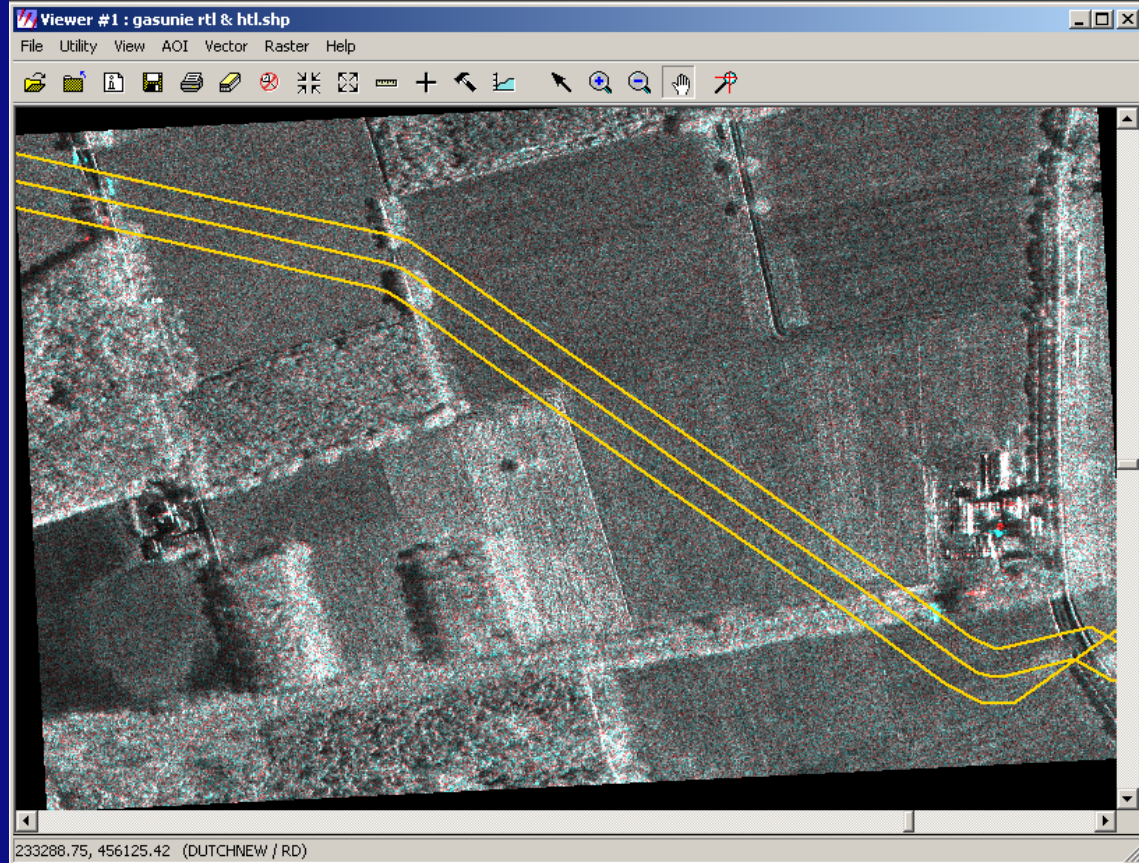 Viewer #1 : gasunie rtl & htl.shp
File Utility View AOI Vector Raster Help
233288.75, 456125.42 (DUTCHNEW / RD)